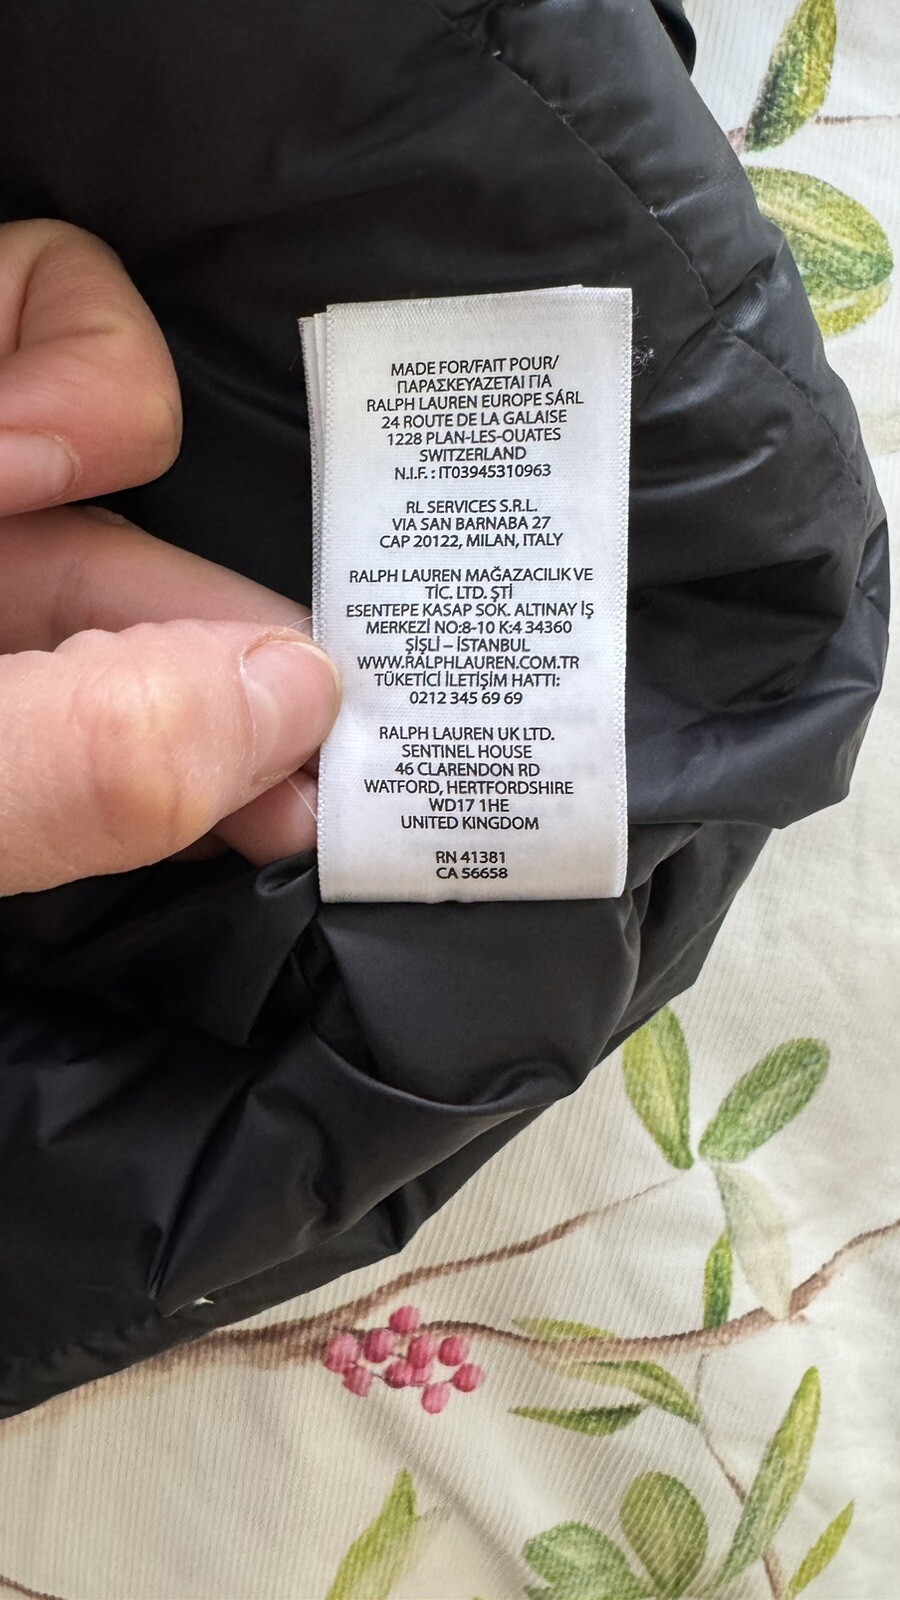 MADE FOR/FAIT POUR/
ΠΑΡΑΣΚΕΥΑΖΕΤΑΙ ΓΙΑ
RALPH LAUREN EUROPE SÁRL
24 ROUTE DE LA GALAISE
1228 PLAN-LES-OUATES
SWITZERLAND
N.I.F. : IT03945310963
RL SERVICES S.R.L.
VIA SAN BARNABA 27
CAP 20122, MILAN, ITALY
RALPH LAUREN MAĞAZACILIK VE
TİC. LTD. ŞTİ
ESENTEPE KASAP SOK. ALTINAY İŞ
MERKEZİ NO:8-10 K:4 34360
ŞİŞLİ – İSTANBUL
WWW.RALPHLAUREN.COM.TR
TÜKETİCİ İLETİŞİM HATTI:
0212 345 69 69
RALPH LAUREN UK LTD.
SENTINEL HOUSE
46 CLARENDON RD
WATFORD, HERTFORDSHIRE
WD17 1HE
UNITED KINGDOM
RN 41381
CA 56658